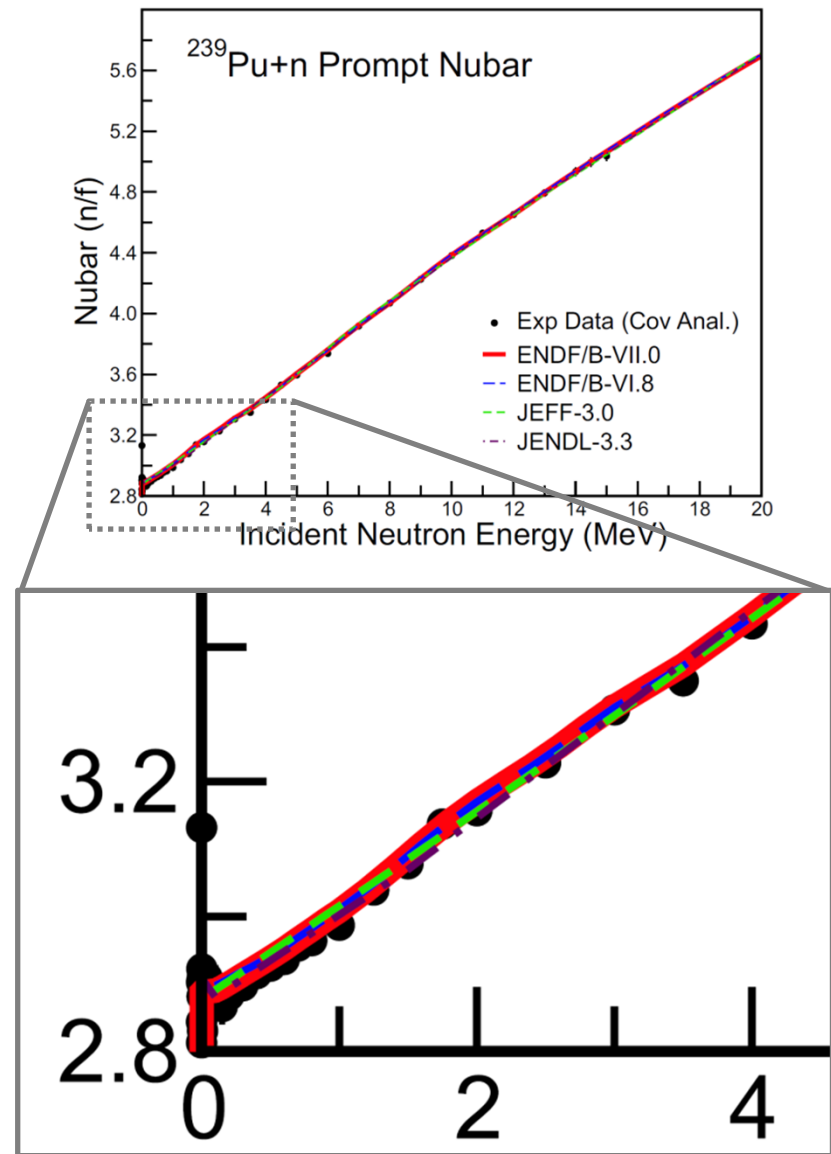 ²³⁹Pu+n Prompt Nubar
Nubar (n/f)
5.6
5.2
4.8
4.4
4.0
3.6
3.2
2.8
Exp Data (Cov Anal.)
ENDF/B-VII.0
ENDF/B-VI.8
JEFF-3.0
JENDL-3.3
0 2 4 6 8 10 12 14 16 18 20
Incident Neutron Energy (MeV)
3.2
2.8
0 2 4